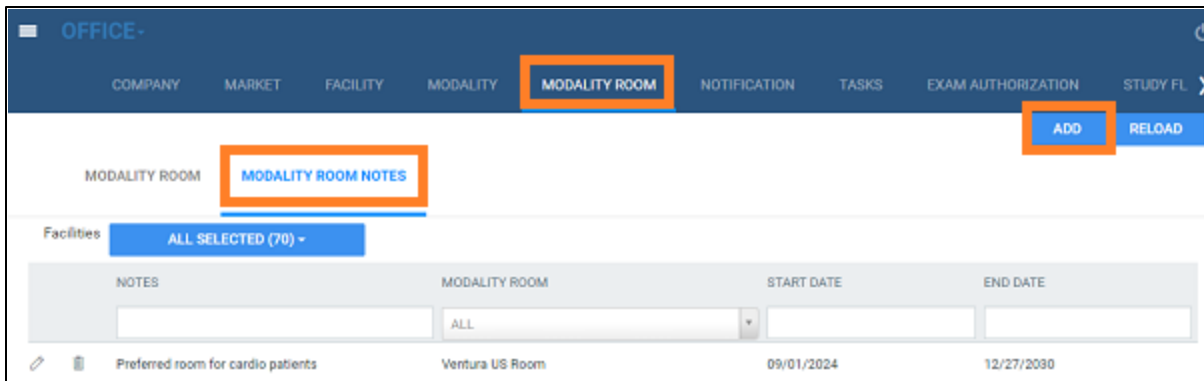 OFFICE-
COMPANY MARKET FACILITY MODALITY MODALITY ROOM NOTIFICATION TASKS EXAM AUTHORIZATION STUDY FL
ADD RELOAD
MODALITY ROOM MODALITY ROOM NOTES
Facilities ALL SELECTED (70)
NOTES MODALITY ROOM START DATE END DATE
ALL
Preferred room for cardio patients Ventura US Room 09/01/2024 12/27/2030